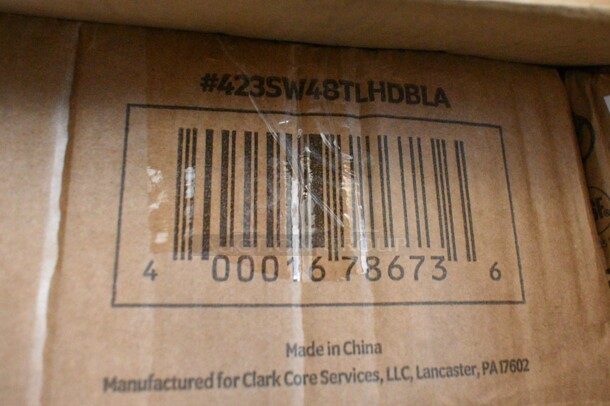 #423SW48TLHDBLA
4 00016 78673 6
Made in China
Manufactured for Clark Core Services, LLC, Lancaster, PA 17602